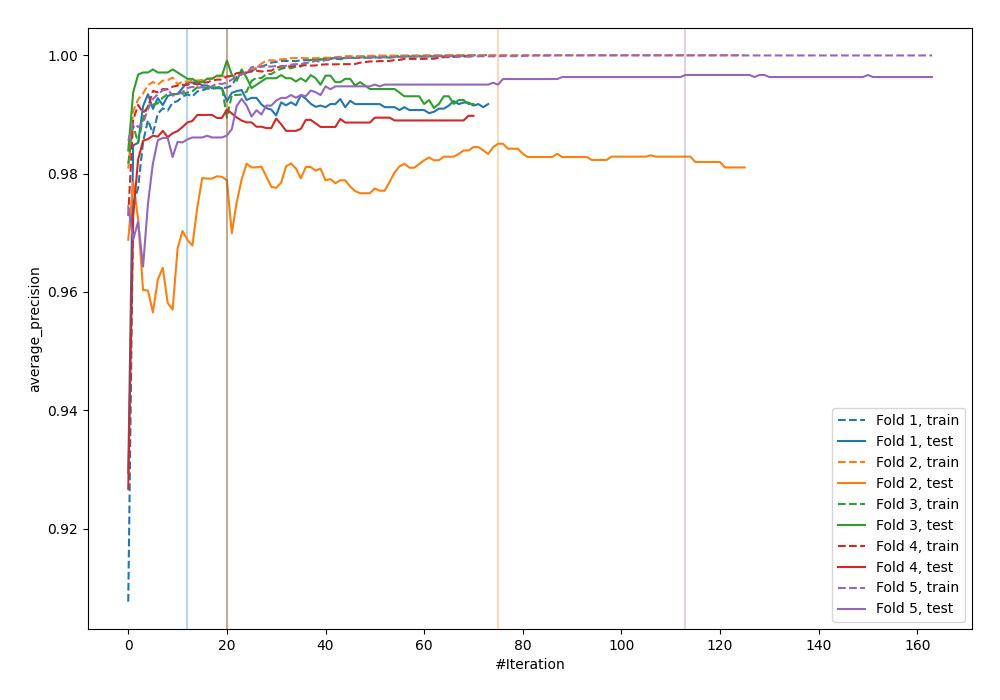 1.00
0.98
0.96
0.94
0.92
average_precision
0 20 40 60 80 100 120 140 160
#Iteration
Fold 1, train
Fold 1, test
Fold 2, train
Fold 2, test
Fold 3, train
Fold 3, test
Fold 4, train
Fold 4, test
Fold 5, train
Fold 5, test